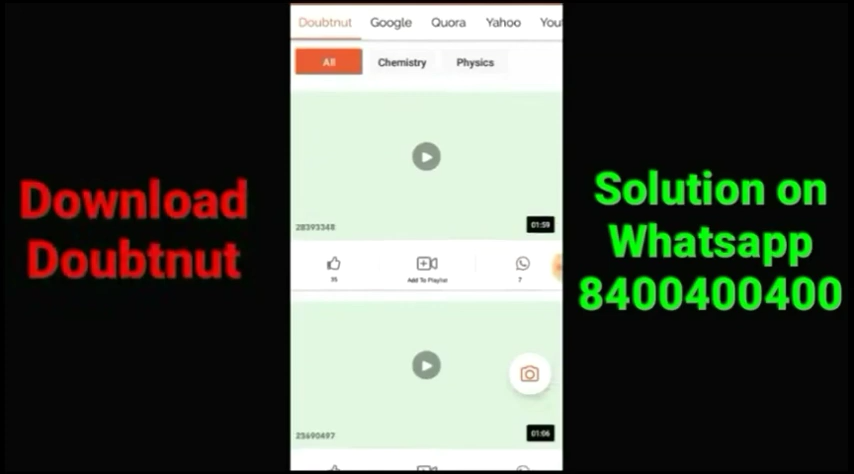 Doubtnut Google Quora Yahoo You
All Chemistry Physics
Download
Doubtnut
Solution on
Whatsapp
8400400400
28393348 01:59
35 Add To Playlist 7
23690497 01:06